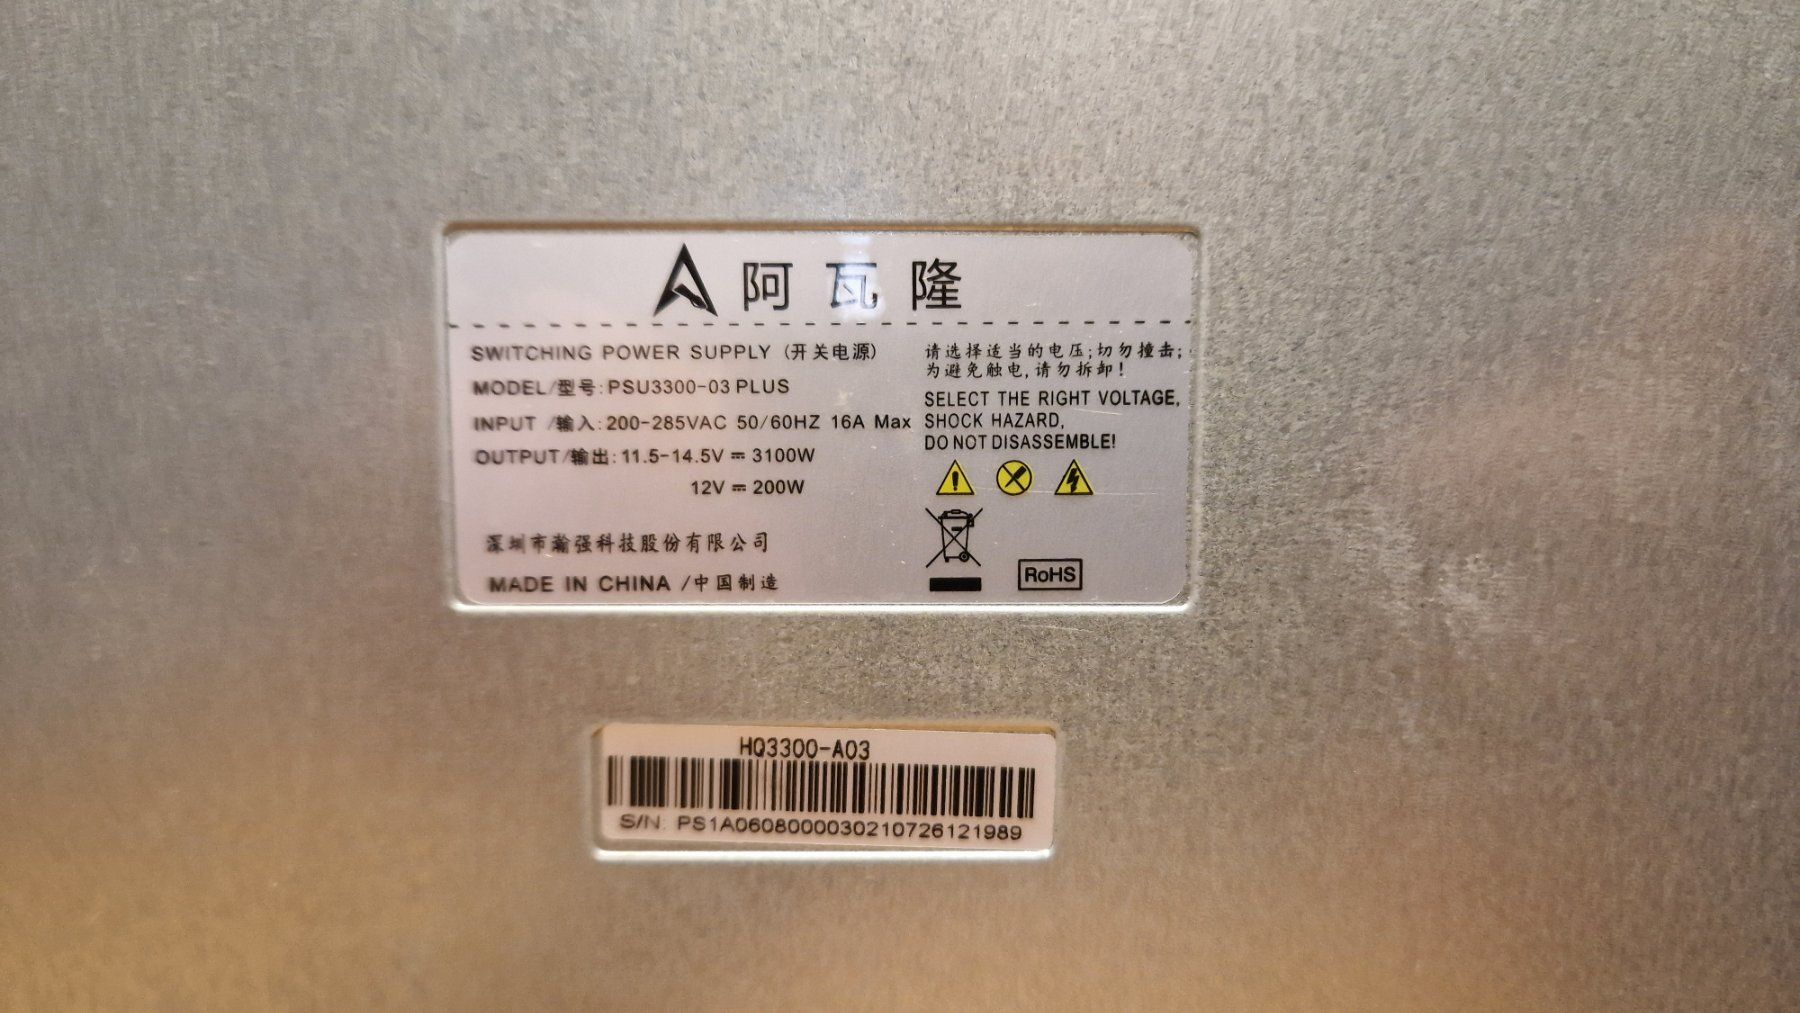 阿瓦隆
SWITCHING POWER SUPPLY (开关电源)
MODEL/型号: PSU3300-03 PLUS
INPUT /输入: 200-285VAC 50/60HZ 16A Max
OUTPUT/输出: 11.5-14.5V ⎓ 3100W
12V ⎓ 200W
深圳市瀚强科技股份有限公司
MADE IN CHINA /中国制造
请选择适当的电压;切勿撞击;
为避免触电,请勿拆卸!
SELECT THE RIGHT VOLTAGE,
SHOCK HAZARD,
DO NOT DISASSEMBLE!
RoHS
HQ3300-A03
S/N: PS1A0608000030210726121989